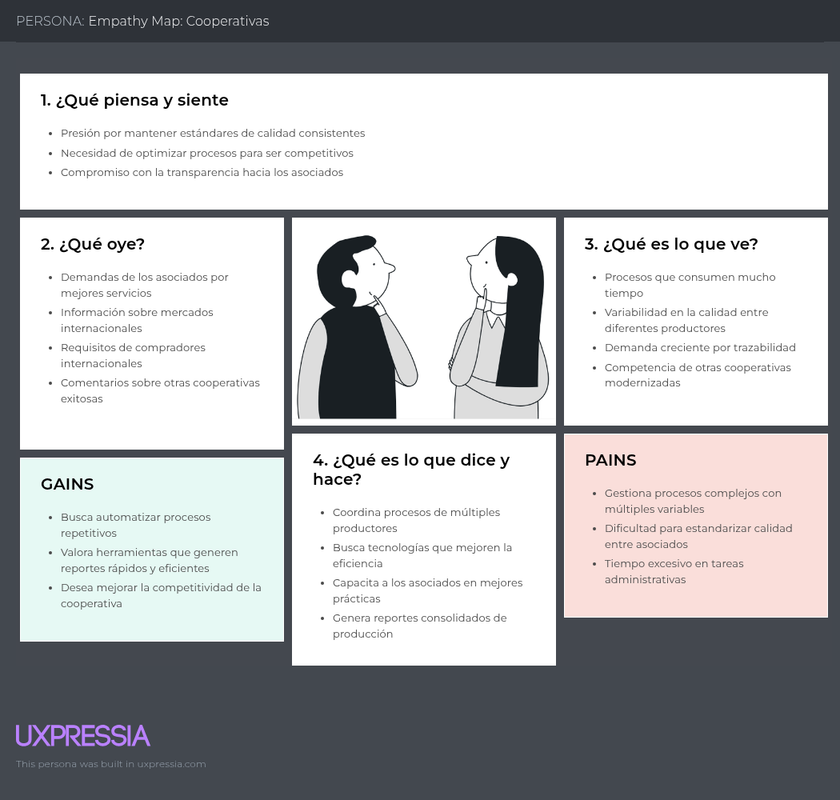 PERSONA: Empathy Map: Cooperativas
1. ¿Qué piensa y siente
• Presión por mantener estándares de calidad consistentes
• Necesidad de optimizar procesos para ser competitivos
• Compromiso con la transparencia hacia los asociados
2. ¿Qué oye?
• Demandas de los asociados por
mejores servicios
• Información sobre mercados
internacionales
• Requisitos de compradores
internacionales
• Comentarios sobre otras cooperativas
exitosas
3. ¿Qué es lo que ve?
• Procesos que consumen mucho
tiempo
• Variabilidad en la calidad entre
diferentes productores
• Demanda creciente por trazabilidad
• Competencia de otras cooperativas
modernizadas
GAINS
• Busca automatizar procesos
repetitivos
• Valora herramientas que generen
reportes rápidos y eficientes
• Desea mejorar la competitividad de la
cooperativa
4. ¿Qué es lo que dice y
hace?
• Coordina procesos de múltiples
productores
• Busca tecnologías que mejoren la
eficiencia
• Capacita a los asociados en mejores
prácticas
• Genera reportes consolidados de
producción
PAINS
• Gestiona procesos complejos con
múltiples variables
• Dificultad para estandarizar calidad
entre asociados
• Tiempo excesivo en tareas
administrativas
UXPRESSIA
This persona was built in uxpressia.com